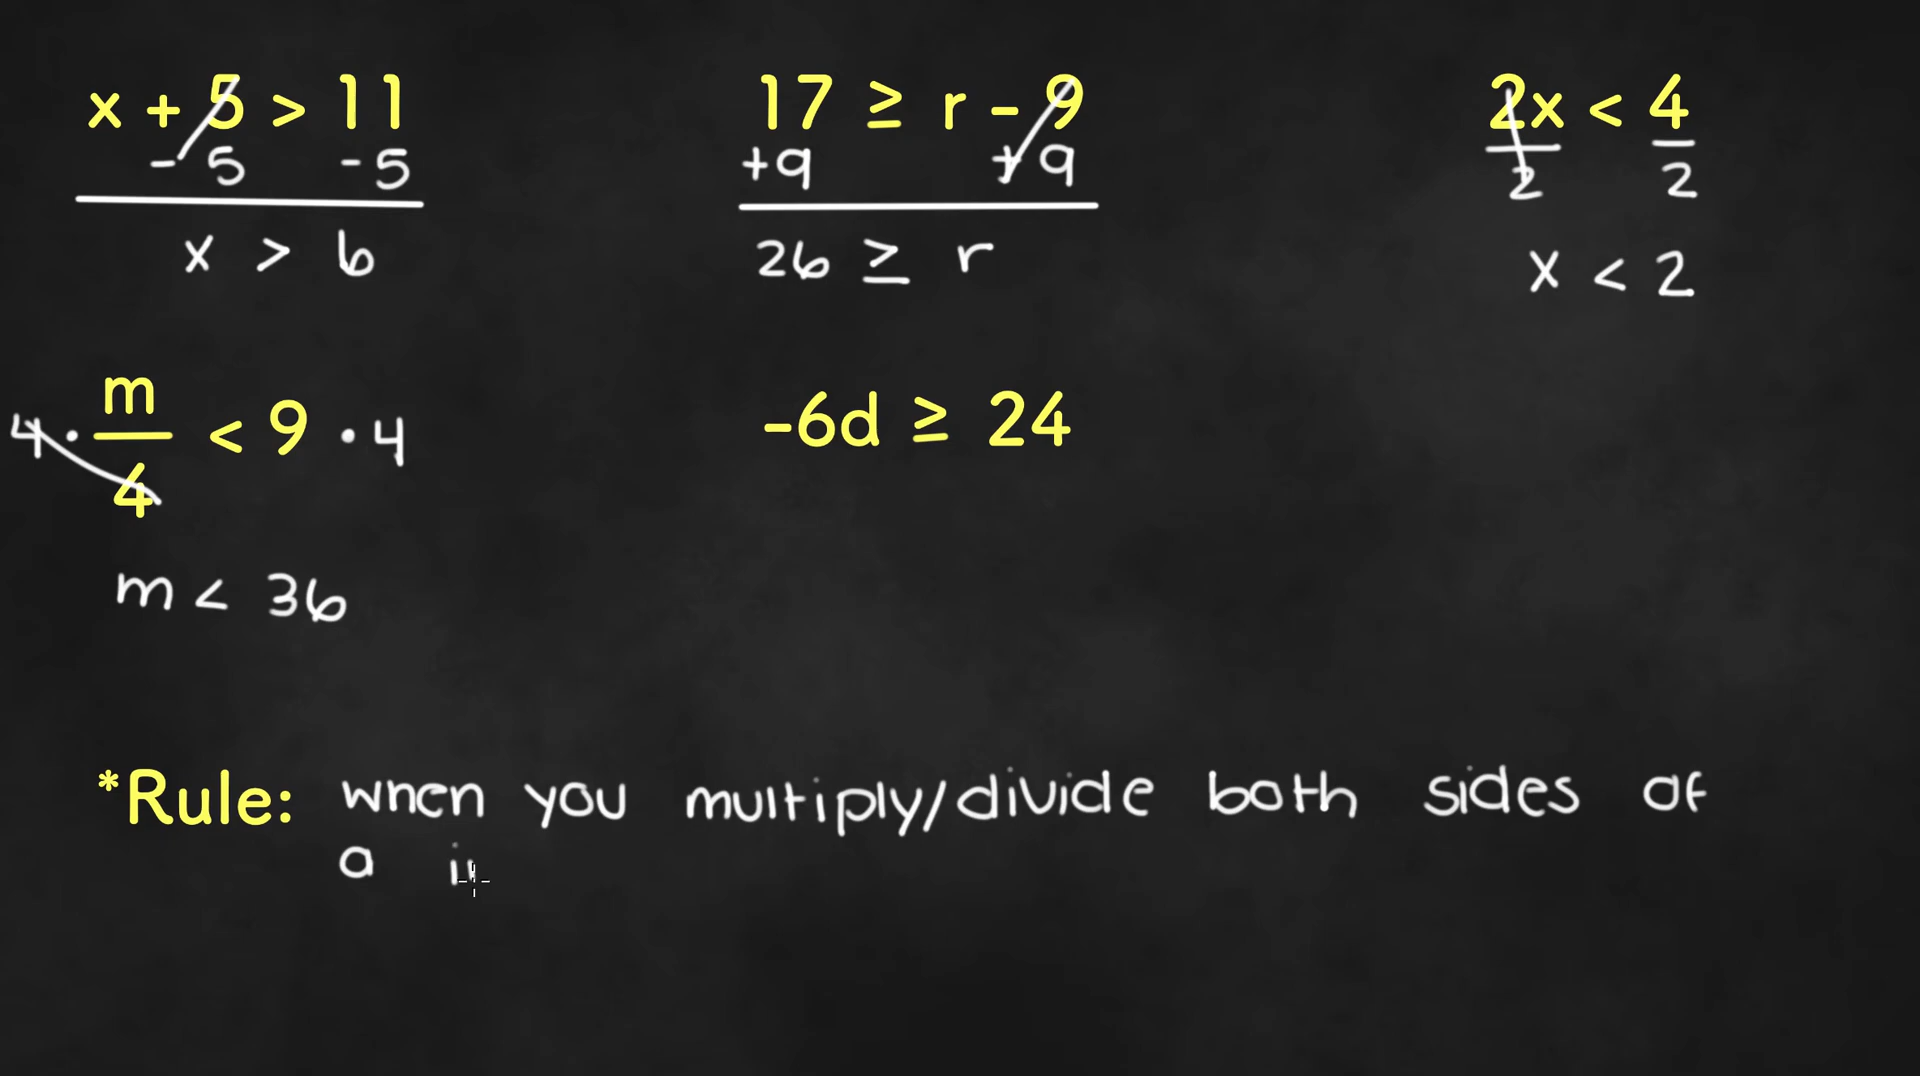 x + 5 > 11
- 5 -5
x > 6
17 ≥ r - 9
+9 +9
26 ≥ r
2x < 4
2 2
x < 2
4 · m/4 < 9 · 4
m < 36
-6d ≥ 24
*Rule: when you multiply/divide both sides of
a in